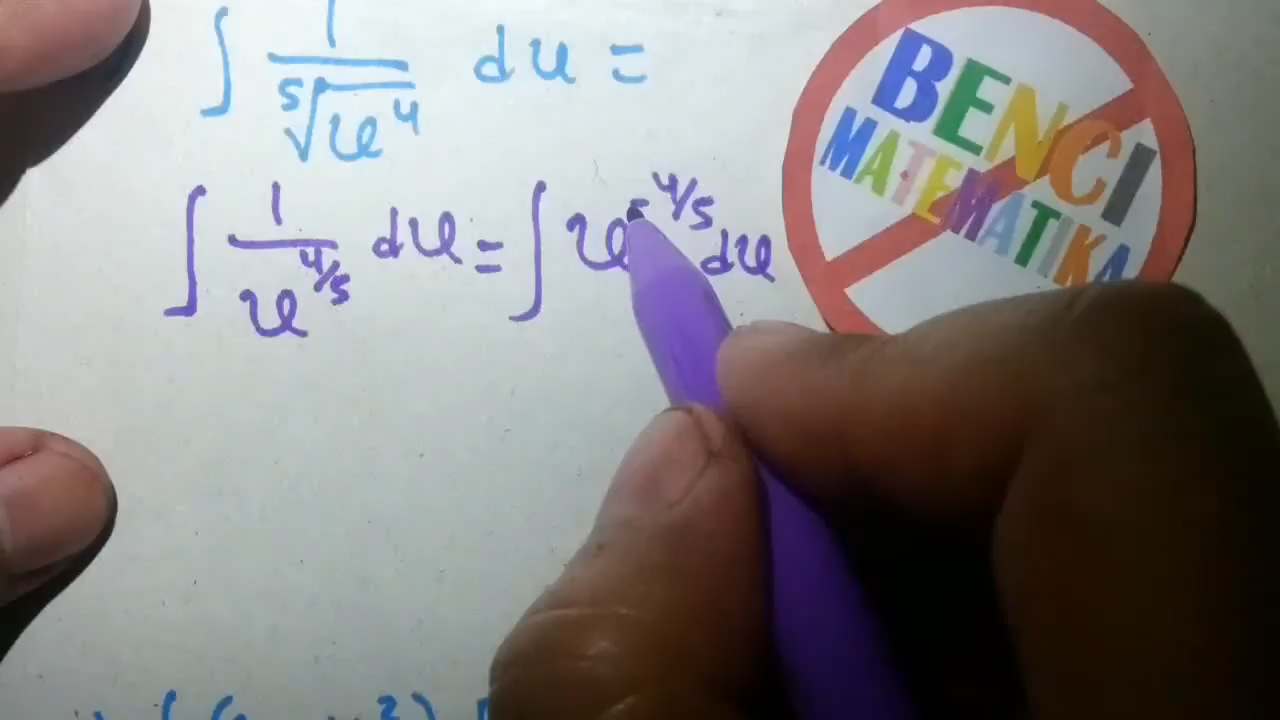 ∫ 1/⁵√u⁴ du =
∫ 1/u^4/5 du = ∫ u^-4/5 du
BENCI
MATEMATIKA